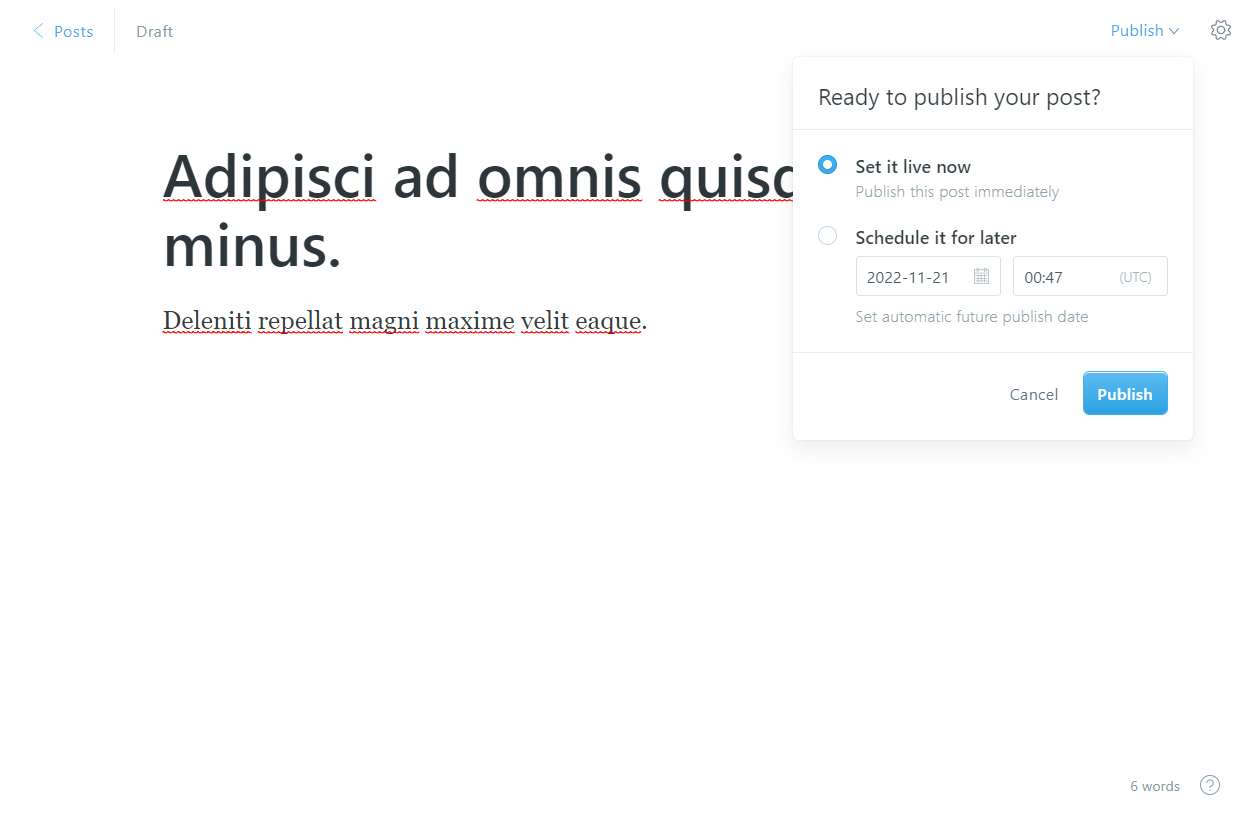 Posts
Draft
Publish
Ready to publish your post?
Adipisci ad omnis
minus.
Deleniti repellat magni maxime velit eaque.
Set it live now
Publish this post immediately
Schedule it for later
2022-11-21
00:47 (UTC)
Set automatic future publish date
Cancel
Publish
6 words
?